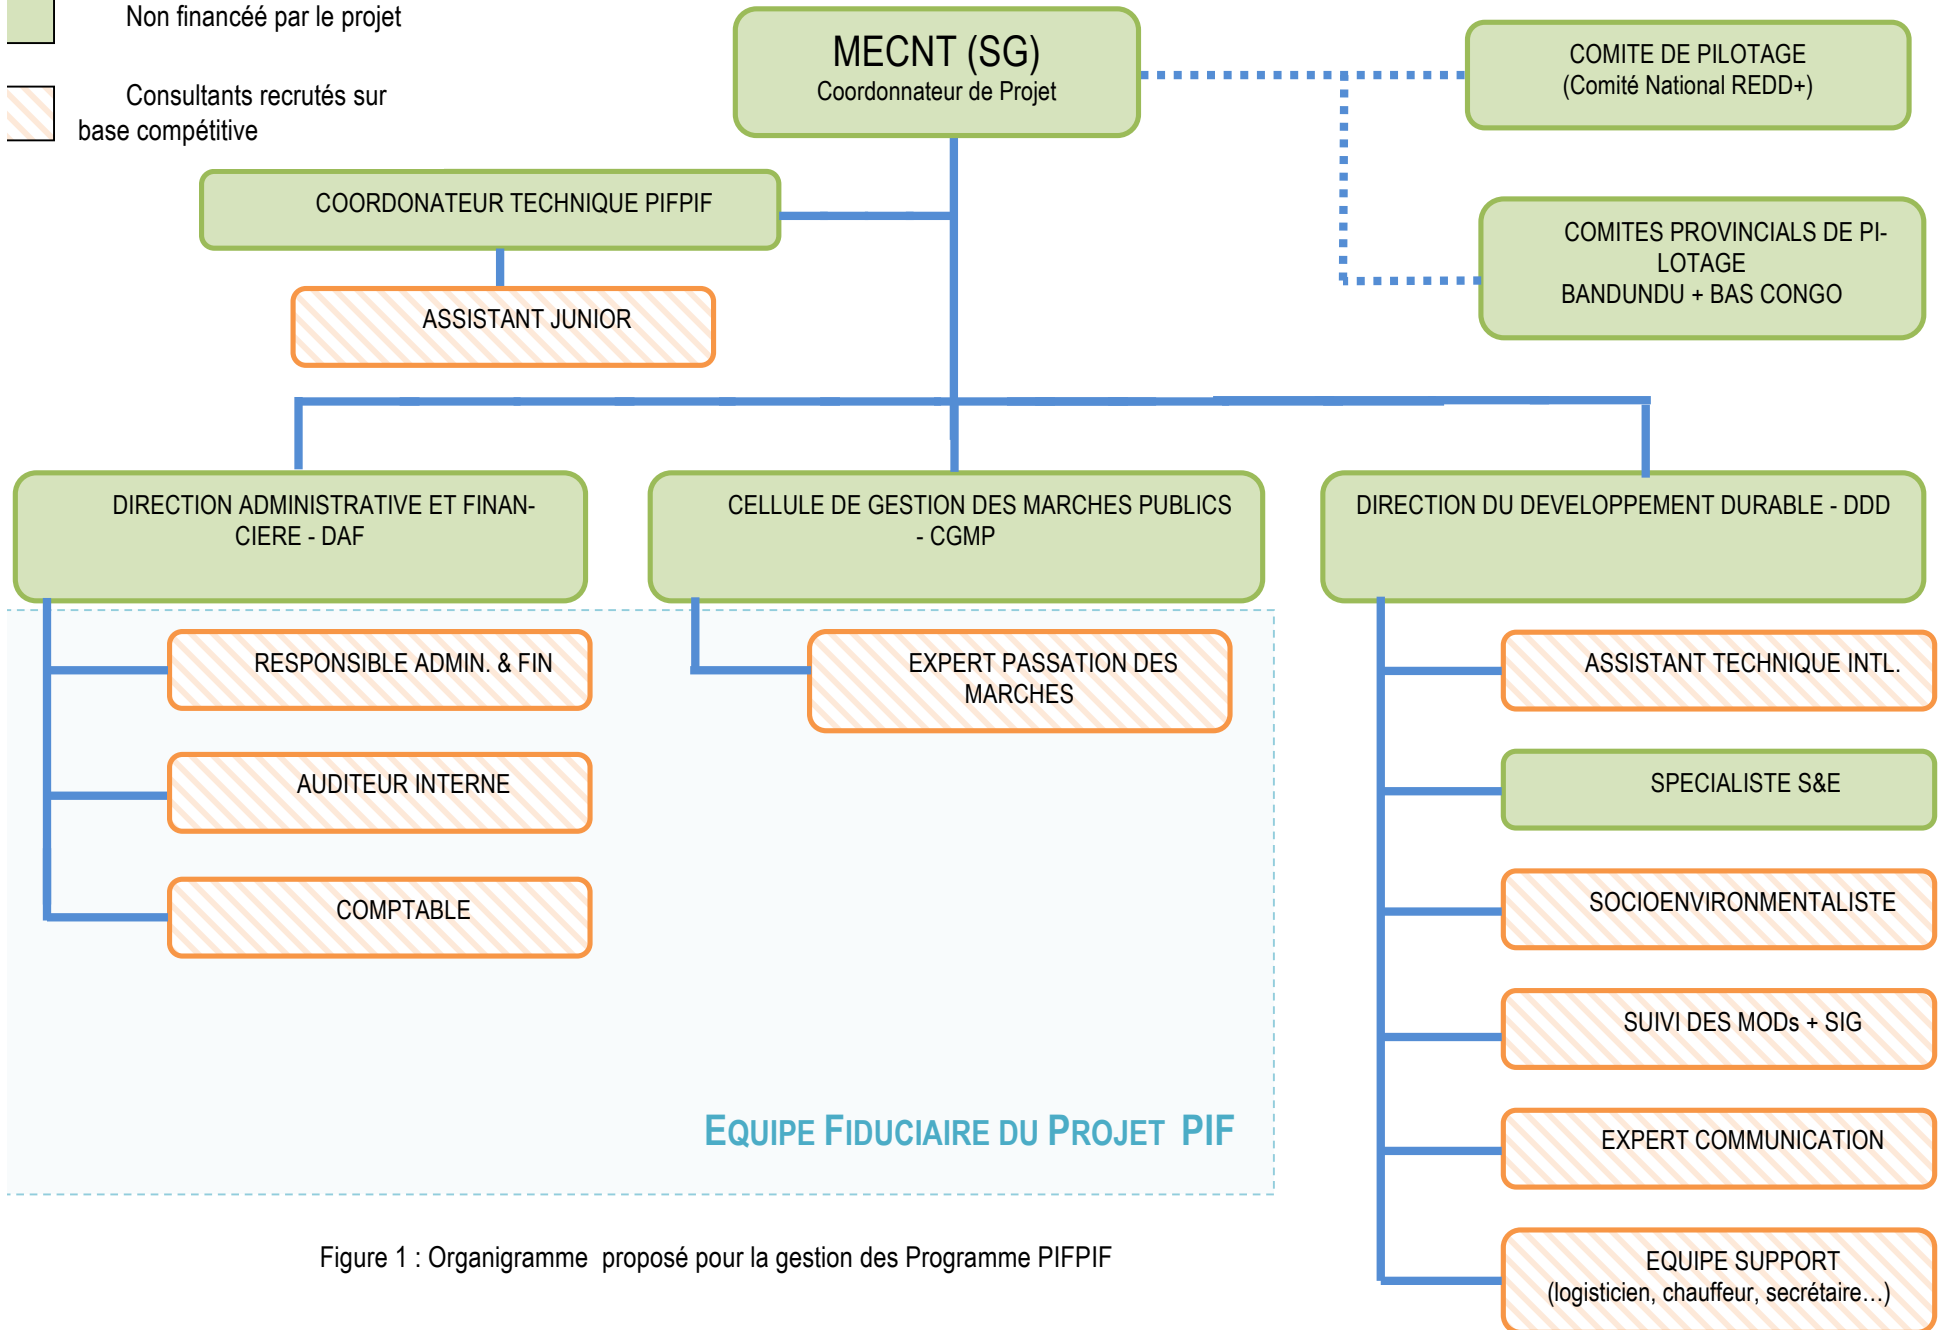 Non financéé par le projet
Consultants recrutés sur
base compétitive
MECNT (SG)
Coordonnateur de Projet
COMITE DE PILOTAGE
(Comité National REDD+)
COORDONATEUR TECHNIQUE PIFPIF
COMITES PROVINCIALS DE PI-
LOTAGE
BANDUNDU + BAS CONGO
ASSISTANT JUNIOR
DIRECTION ADMINISTRATIVE ET FINAN-
CIERE - DAF
CELLULE DE GESTION DES MARCHES PUBLICS
- CGMP
DIRECTION DU DEVELOPPEMENT DURABLE - DDD
RESPONSIBLE ADMIN. & FIN
AUDITEUR INTERNE
COMPTABLE
EXPERT PASSATION DES
MARCHES
ASSISTANT TECHNIQUE INTL.
SPECIALISTE S&E
SOCIOENVIRONMENTALISTE
SUIVI DES MODs + SIG
EXPERT COMMUNICATION
EQUIPE SUPPORT
(logisticien, chauffeur, secrétaire…)
EQUIPE FIDUCIAIRE DU PROJET PIF
Figure 1 : Organigramme proposé pour la gestion des Programme PIFPIF